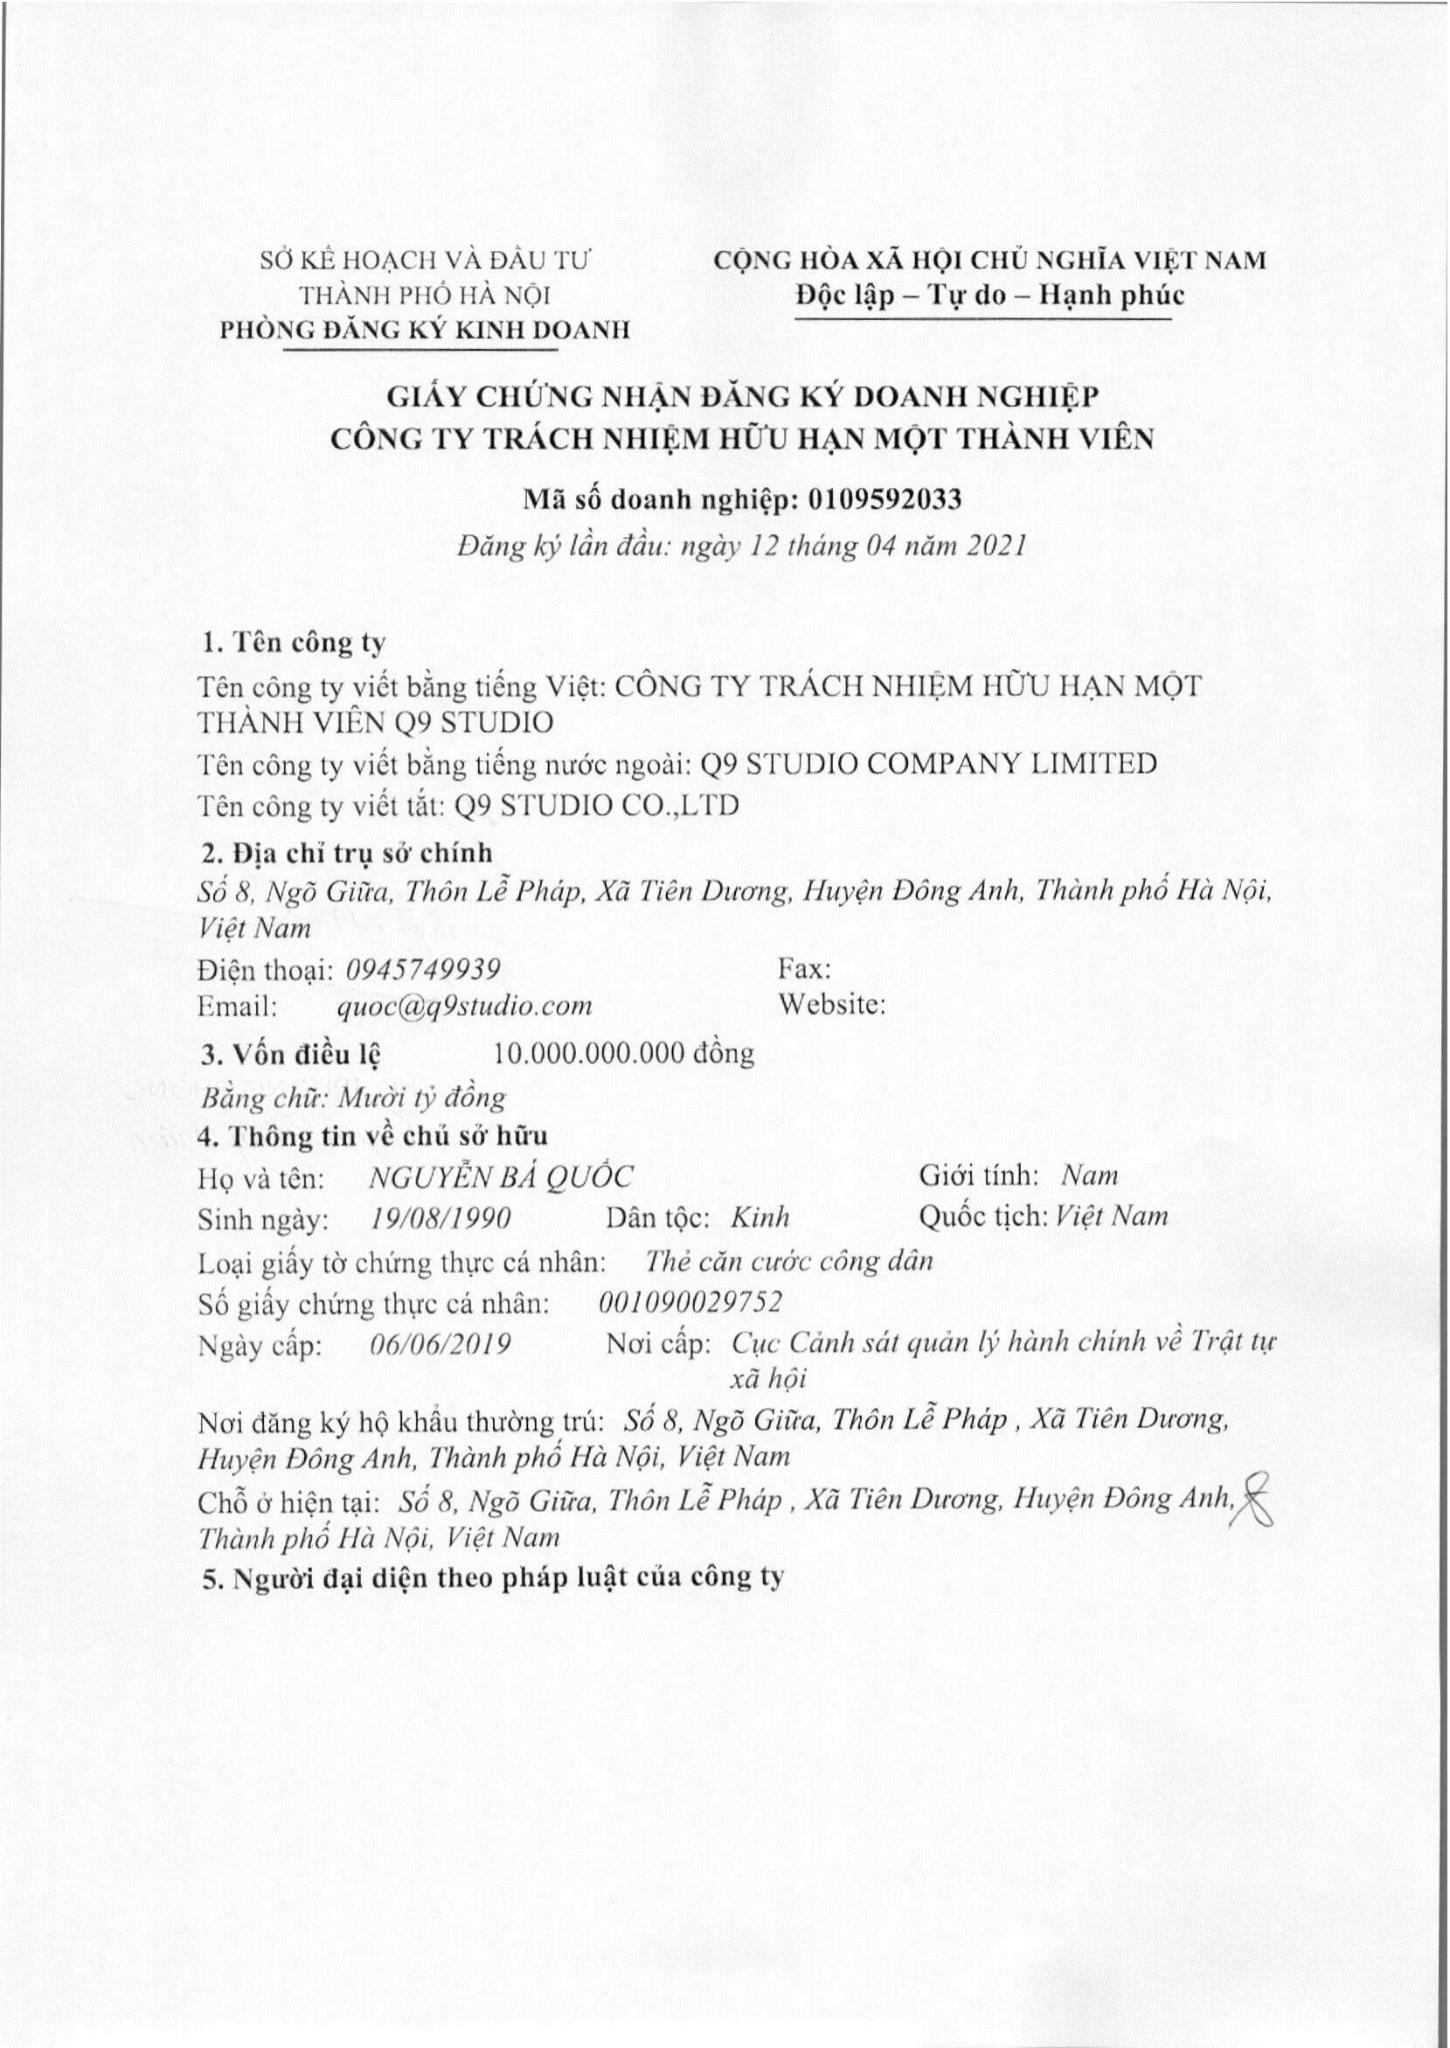 SỞ KẾ HOẠCH VÀ ĐẦU TƯ
THÀNH PHỐ HÀ NỘI
PHÒNG ĐĂNG KÝ KINH DOANH
CỘNG HÒA XÃ HỘI CHỦ NGHĨA VIỆT NAM
Độc lập – Tự do – Hạnh phúc
GIẤY CHỨNG NHẬN ĐĂNG KÝ DOANH NGHIỆP
CÔNG TY TRÁCH NHIỆM HỮU HẠN MỘT THÀNH VIÊN
Mã số doanh nghiệp: 0109592033
Đăng ký lần đầu: ngày 12 tháng 04 năm 2021
1. Tên công ty
Tên công ty viết bằng tiếng Việt: CÔNG TY TRÁCH NHIỆM HỮU HẠN MỘT
THÀNH VIÊN Q9 STUDIO
Tên công ty viết bằng tiếng nước ngoài: Q9 STUDIO COMPANY LIMITED
Tên công ty viết tắt: Q9 STUDIO CO.,LTD
2. Địa chỉ trụ sở chính
Số 8, Ngõ Giữa, Thôn Lễ Pháp, Xã Tiên Dương, Huyện Đông Anh, Thành phố Hà Nội,
Việt Nam
Điện thoại: 0945749939 Fax:
Email: quoc@q9studio.com Website:
3. Vốn điều lệ 10.000.000.000 đồng
Bằng chữ: Mười tỷ đồng
4. Thông tin về chủ sở hữu
Họ và tên: NGUYỄN BÁ QUỐC Giới tính: Nam
Sinh ngày: 19/08/1990 Dân tộc: Kinh Quốc tịch: Việt Nam
Loại giấy tờ chứng thực cá nhân: Thẻ căn cước công dân
Số giấy chứng thực cá nhân: 001090029752
Ngày cấp: 06/06/2019 Nơi cấp: Cục Cảnh sát quản lý hành chính về Trật tự
xã hội
Nơi đăng ký hộ khẩu thường trú: Số 8, Ngõ Giữa, Thôn Lễ Pháp , Xã Tiên Dương,
Huyện Đông Anh, Thành phố Hà Nội, Việt Nam
Chỗ ở hiện tại: Số 8, Ngõ Giữa, Thôn Lễ Pháp , Xã Tiên Dương, Huyện Đông Anh,
Thành phố Hà Nội, Việt Nam
5. Người đại diện theo pháp luật của công ty